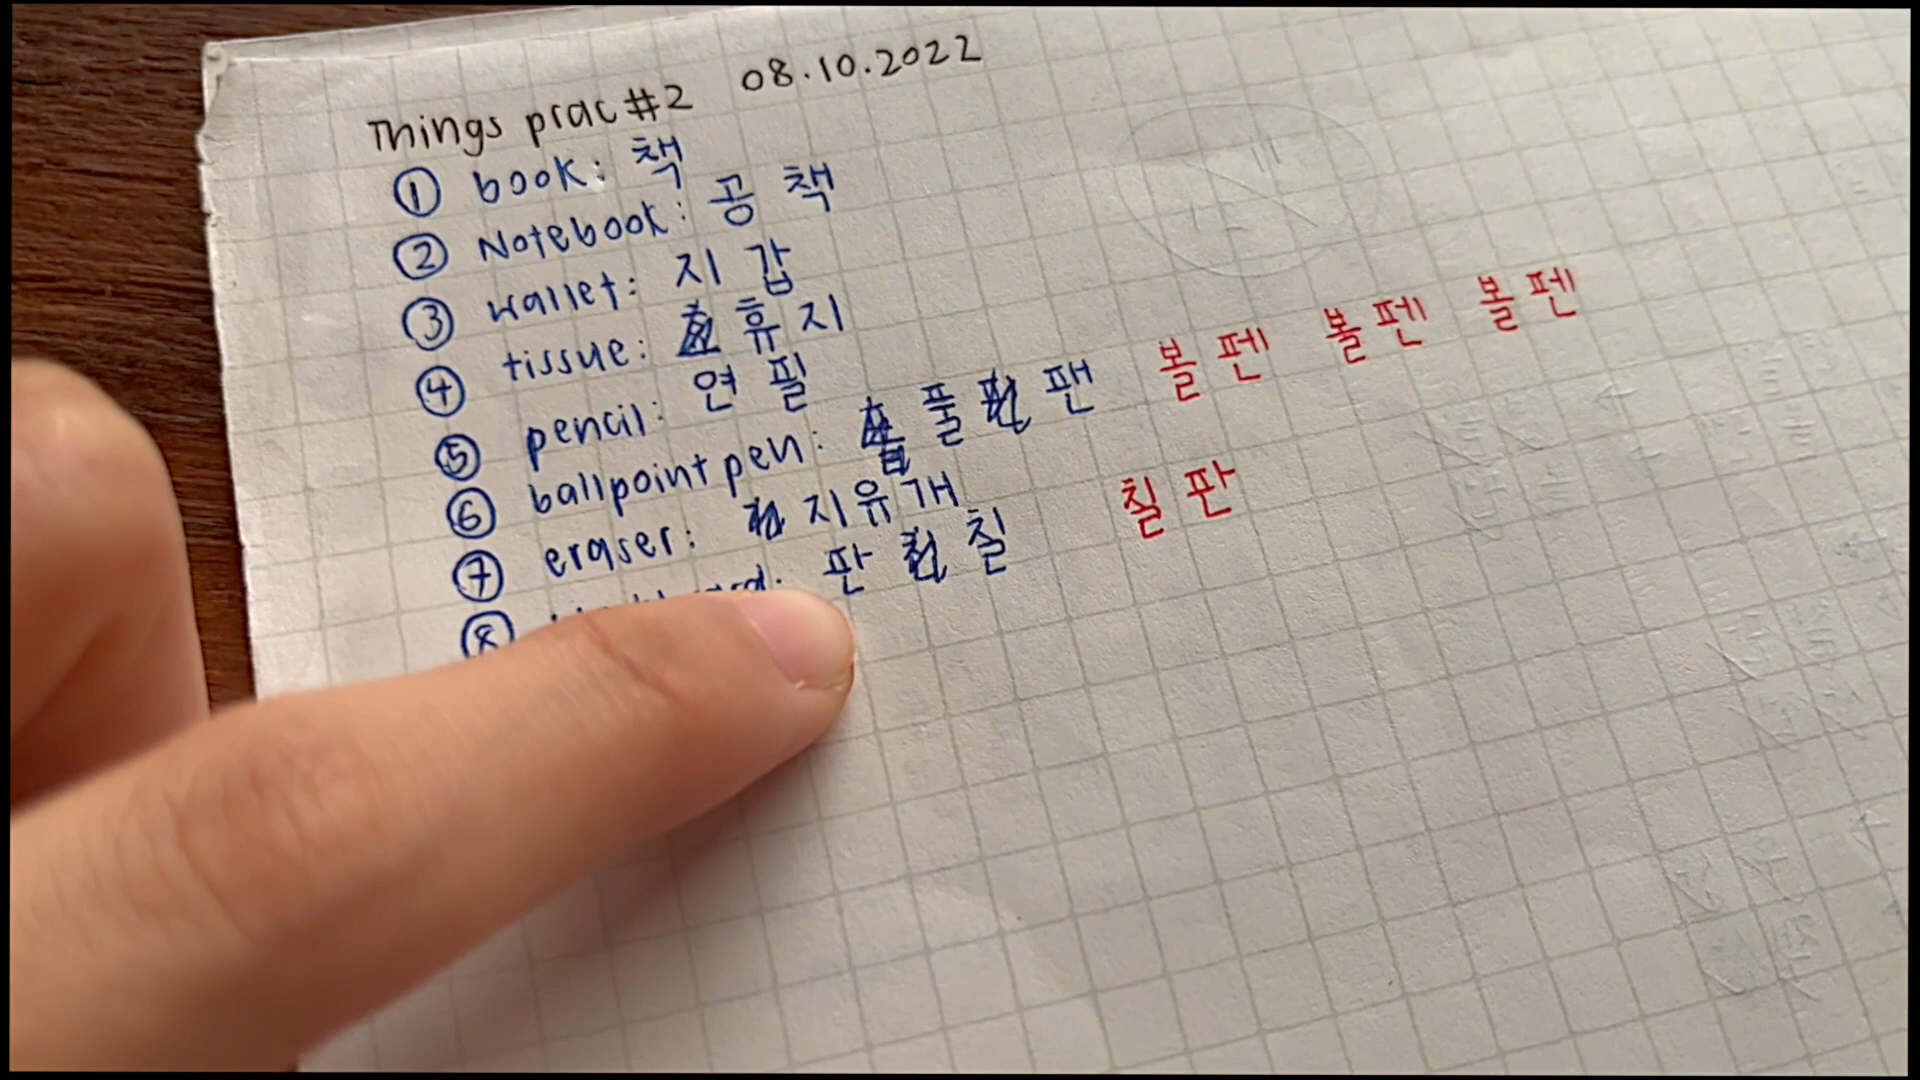 Things prac #2 08.10.2022
① book: 책
② Notebook: 공책
③ wallet: 지갑
④ tissue: 휴지
⑤ pencil: 연필
⑥ ballpoint pen: 풀 팬 볼펜 볼펜 볼펜
⑦ eraser: 지유개
⑧ 판 칠 칠판